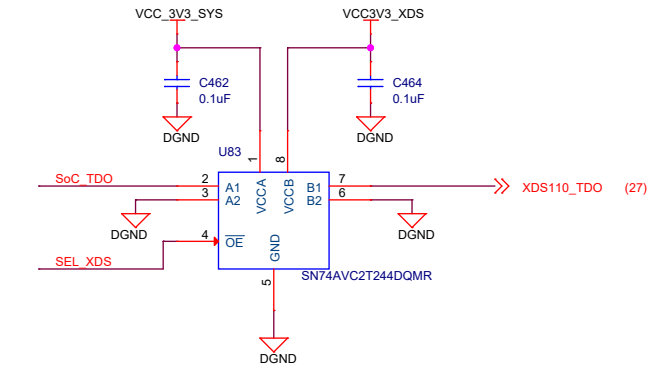 VCC_3V3_SYS
VCC3V3_XDS
C462
0.1uF
C464
0.1uF
DGND
DGND
U83
1
8
SoC_TDO
2
A1
VCCA
VCCB
B1
7
XDS110_TDO (27)
3
A2
B2
6
DGND
DGND
4
OE
GND
SEL_XDS
5
SN74AVC2T244DQMR
DGND